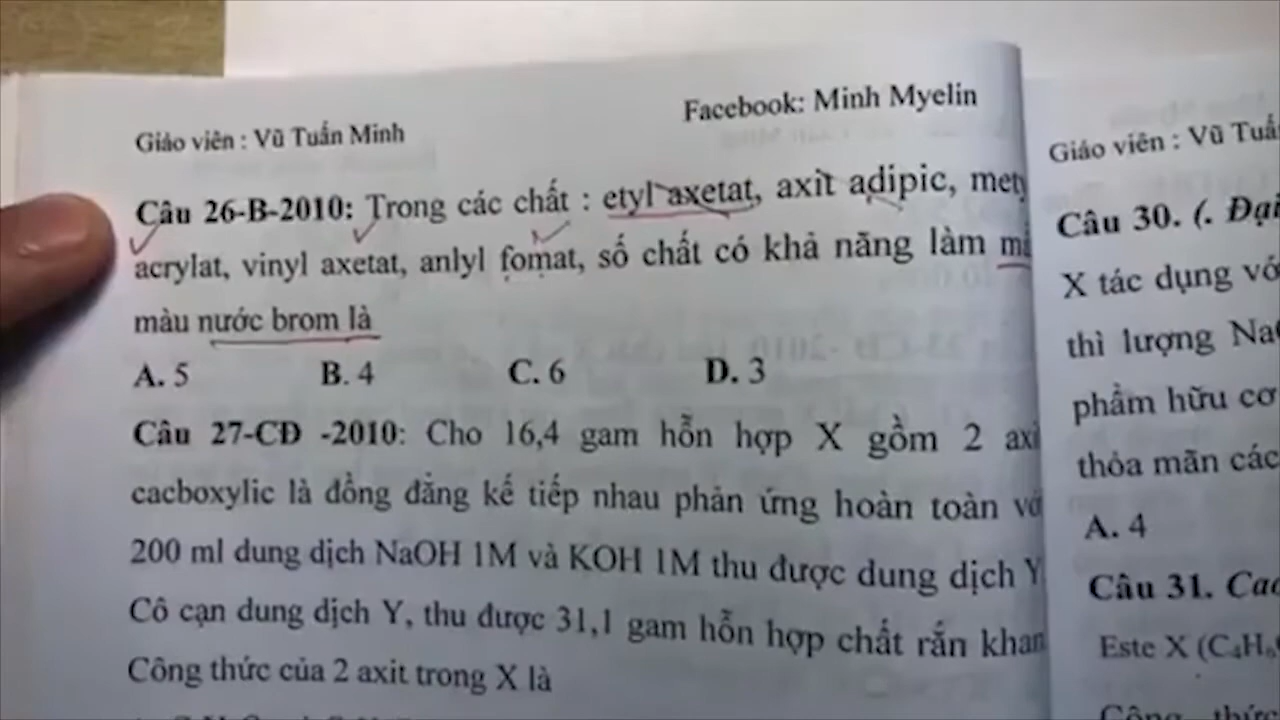 Giáo viên : Vũ Tuấn Minh
Facebook: Minh Myelin
Câu 26-B-2010: Trong các chất : etyl axetat, axit adipic, mety
acrylat, vinyl axetat, anlyl fomat, số chất có khả năng làm
màu nước brom là
A. 5 B. 4 C. 6 D. 3
Câu 27-CĐ -2010: Cho 16,4 gam hỗn hợp X gồm 2 axi
cacboxylic là đồng đẳng kế tiếp nhau phản ứng hoàn toàn vớ
200 ml dung dịch NaOH 1M và KOH 1M thu được dung dịch Y
Cô cạn dung dịch Y, thu được 31,1 gam hỗn hợp chất rắn khan
Công thức của 2 axit trong X là
Giáo viên : Vũ Tuấ
Câu 30. (. Đại
X tác dụng vớ
thì lượng Na
phẩm hữu cơ
thỏa mãn các
A. 4
Câu 31.
Este X (C₄H₆
Công thức